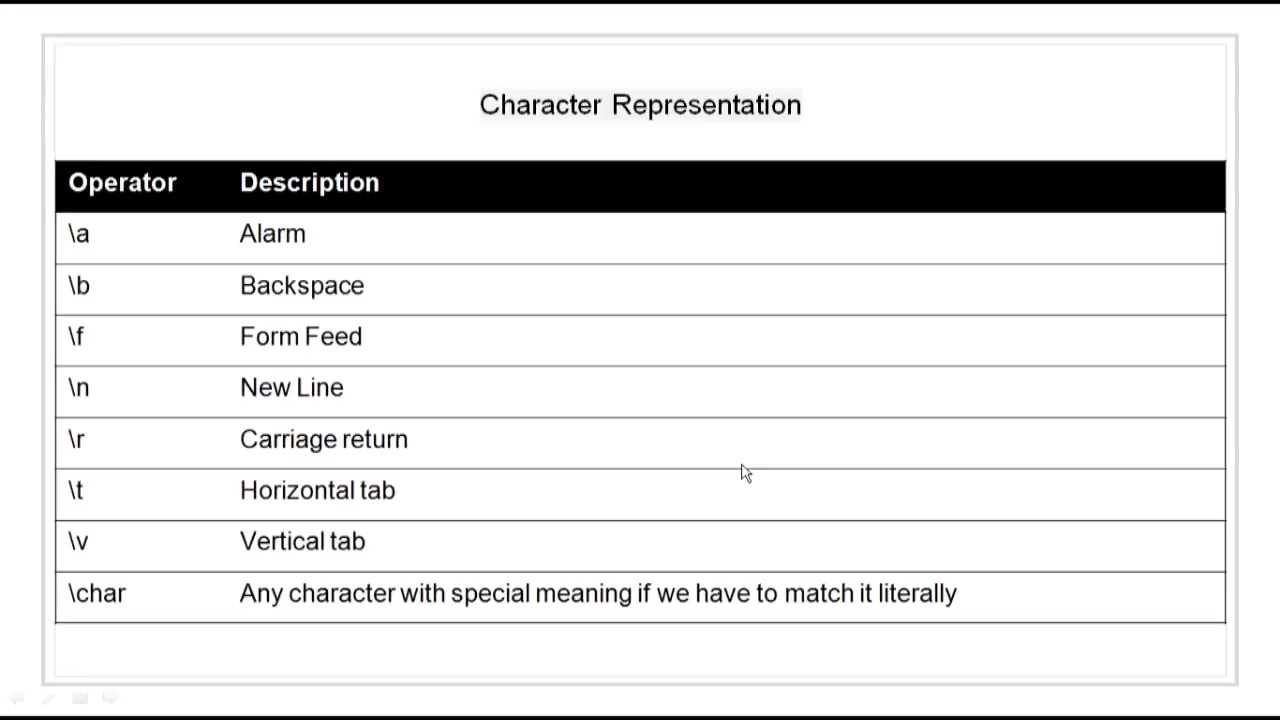 Character Representation
Operator Description
\a Alarm
\b Backspace
\f Form Feed
\n New Line
\r Carriage return
\t Horizontal tab
\v Vertical tab
\char Any character with special meaning if we have to match it literally